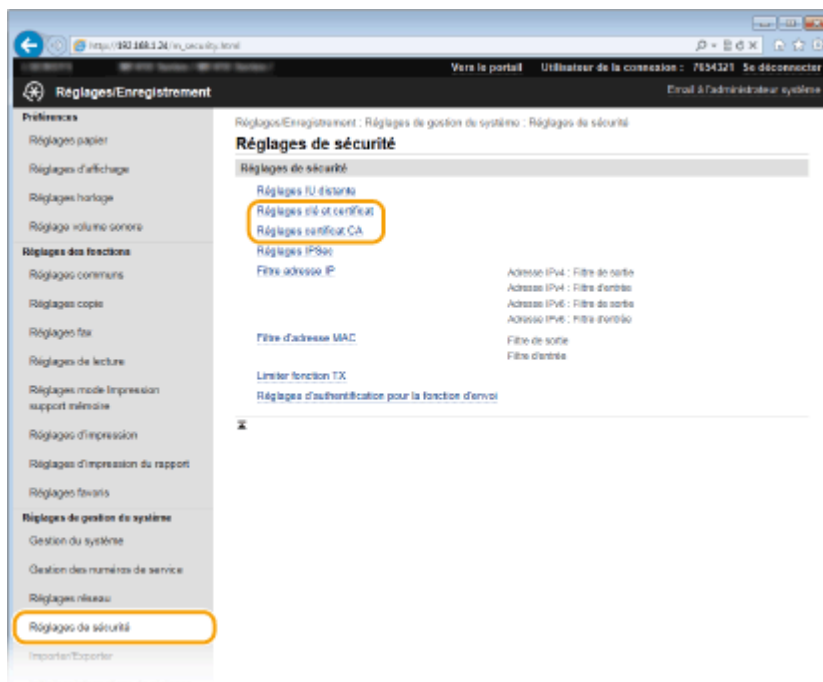 http://192.168.1.24/m_security.html
Vers le portail Utilisateur de la connexion : 7654321 Se déconnecter
Réglages/Enregistrement
Email à l'administrateur système
Préférences
Réglages papier
Réglages d'affichage
Réglages horloge
Réglage volume sonore
Réglages des fonctions
Réglages communs
Réglages copie
Réglages fax
Réglages de lecture
Réglages mode Impression
support mémoire
Réglages d'impression
Réglages d'impression du rapport
Réglages favoris
Réglages de gestion du système
Gestion du système
Gestion des numéros de service
Réglages réseau
Réglages de sécurité
Importer/Exporter
Réglages/Enregistrement : Réglages de gestion du système : Réglages de sécurité
Réglages de sécurité
Réglages de sécurité
Réglages IU distante
Réglages clé et certificat
Réglages certificat CA
Réglages IPSec
Filtre adresse IP
Adresse IPv4 : Filtre de sortie
Adresse IPv4 : Filtre d'entrée
Adresse IPv6 : Filtre de sortie
Adresse IPv6 : Filtre d'entrée
Filtre d'adresse MAC
Filtre de sortie
Filtre d'entrée
Limiter fonction TX
Réglages d'authentification pour la fonction d'envoi